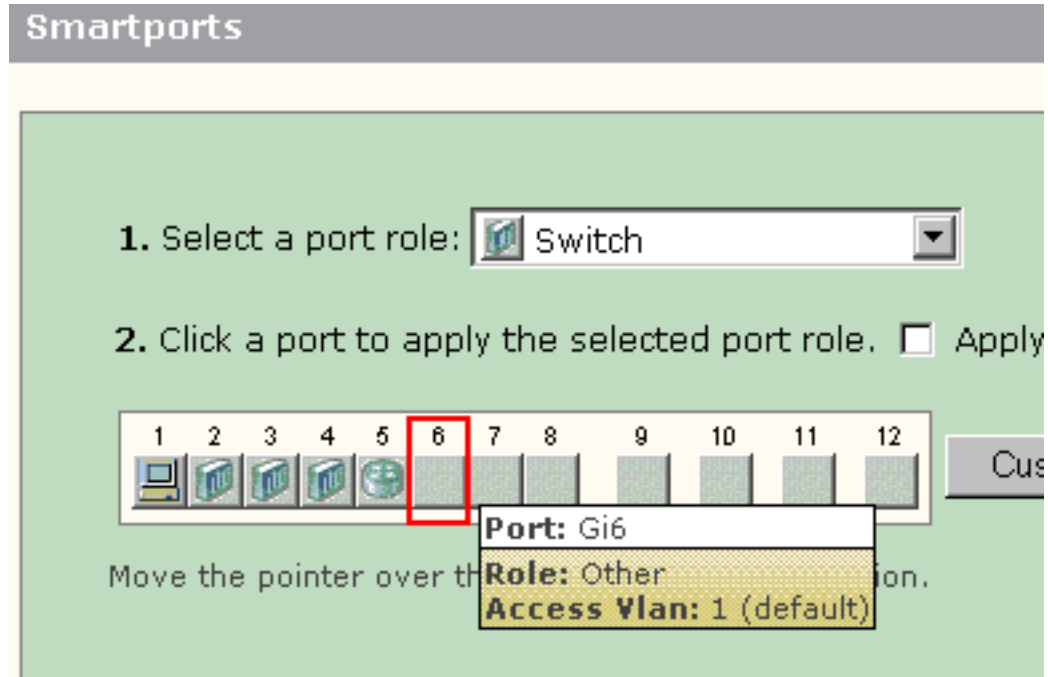 Smartports
1. Select a port role: Switch
2. Click a port to apply the selected port role. Apply
1 2 3 4 5 6 7 8 9 10 11 12
Cus
Port: Gi6
Move the pointer over th
Role: Other
ion.
Access Vlan: 1 (default)